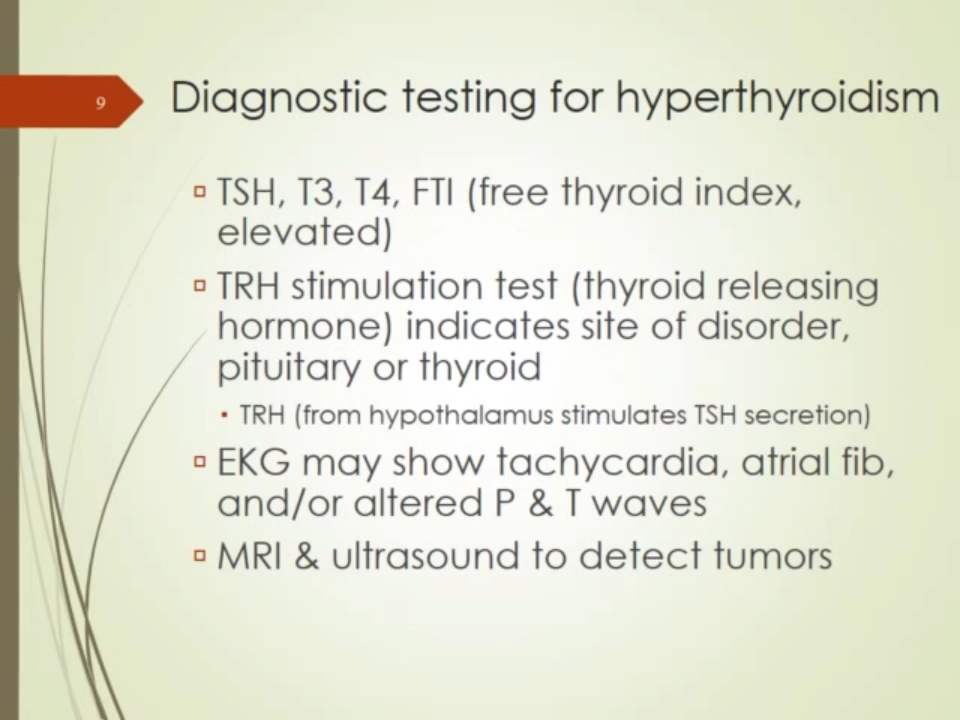 9
Diagnostic testing for hyperthyroidism
TSH, T3, T4, FTI (free thyroid index,
elevated)
TRH stimulation test (thyroid releasing
hormone) indicates site of disorder,
pituitary or thyroid
TRH (from hypothalamus stimulates TSH secretion)
EKG may show tachycardia, atrial fib,
and/or altered P & T waves
MRI & ultrasound to detect tumors